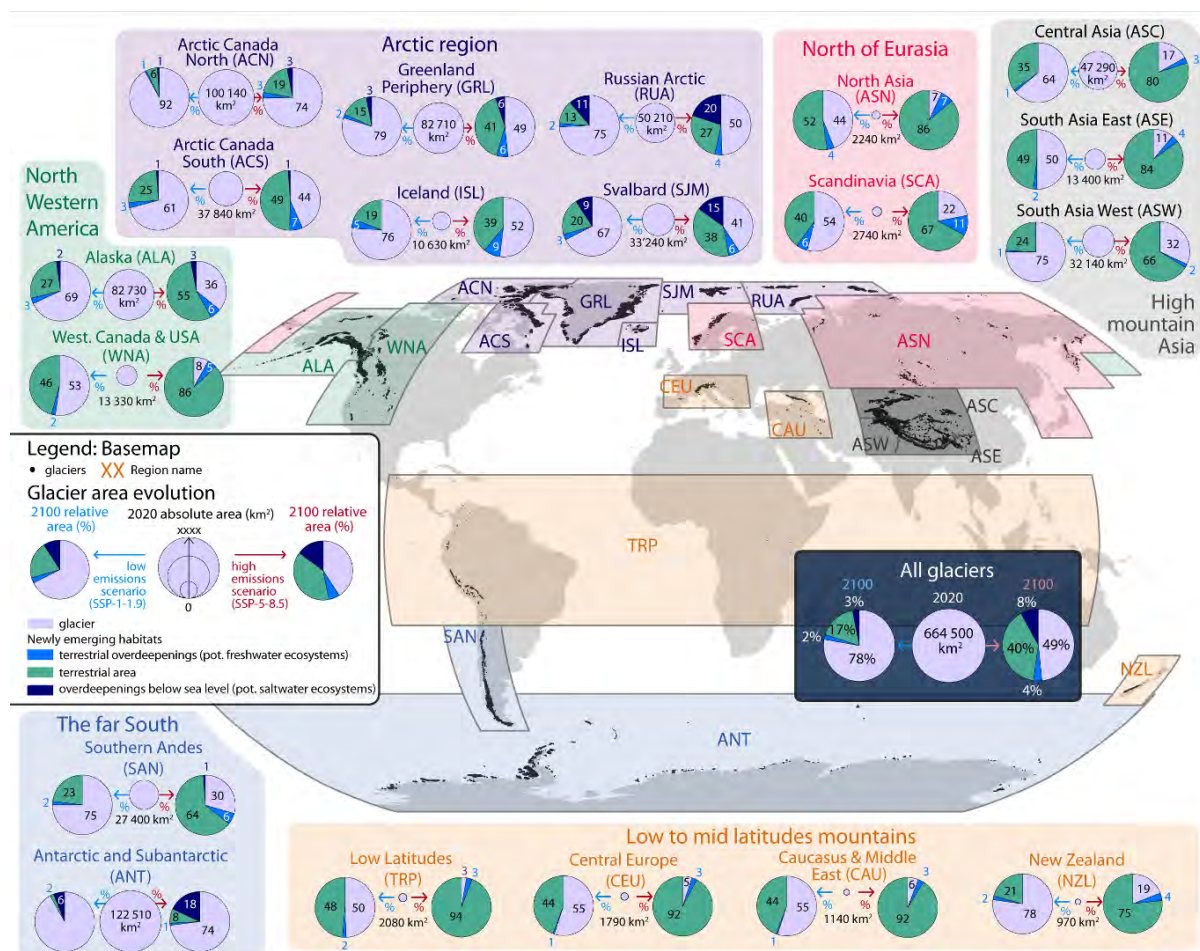 Arctic region
Arctic Canada
North (ACN)
1
6
1
92
100 140
km²
%
%
3
3
19
74
Greenland
Periphery (GRL)
3
2
15
79
82 710
km²
%
%
6
41
49
6
Russian Arctic
(RUA)
11
13
2
75
50 210
km²
%
%
20
27
50
4
Arctic Canada
South (ACS)
1
25
3
61
%
%
37 840 km²
1
49
44
7
Iceland (ISL)
19
5
76
%
%
10 630 km²
39
52
9
Svalbard (SJM)
9
20
3
67
%
%
33'240 km²
15
38
41
6
North of Eurasia
North Asia
(ASN)
52
44
4
%
%
2240 km²
7
7
86
Scandinavia (SCA)
40
54
6
%
%
2740 km²
22
11
67
Central Asia (ASC)
35
64
1
47 290
km²
%
%
17
3
80
South Asia East (ASE)
49
50
2
%
%
13 400 km²
11
4
84
South Asia West (ASW)
24
1
75
%
%
32 140 km²
32
66
2
High
mountain
Asia
North
Western
America
Alaska (ALA)
2
27
3
69
82 730
km²
%
%
3
36
55
6
West. Canada & USA
(WNA)
46
53
2
%
%
13 330 km²
8
5
86
ACN
GRL
SJM
RUA
ACS
ISL
SCA
ASN
WNA
ALA
CEU
CAU
ASC
ASW
ASE
TRP
SAN
NZL
ANT
Legend: Basemap
glaciers XX Region name
Glacier area evolution
2100 relative
area (%)
2020 absolute area (km²)
2100 relative
area (%)
xxxx
low
emissions
scenario
(SSP-1-1.9)
high
emissions
scenario
(SSP-5-8.5)
0
glacier
Newly emerging habitats
terrestrial overdeepenings (pot. freshwater ecosystems)
terrestrial area
overdeepenings below sea level (pot. saltwater ecosystems)
All glaciers
2100
2020
2100
3%
2%
17%
78%
664 500
km²
8%
40%
49%
4%
The far South
Southern Andes
(SAN)
23
2
75
%
%
27 400 km²
1
30
64
6
Antarctic and Subantarctic
(ANT)
2
6
%
%
122 510
km²
18
8
1
74
Low to mid latitudes mountains
Low Latitudes
(TRP)
48
50
2
%
%
2080 km²
3
3
94
Central Europe
(CEU)
44
55
1
%
%
1790 km²
5
3
92
Caucasus & Middle
East (CAU)
44
55
1
%
%
1140 km²
6
3
92
New Zealand
(NZL)
21
2
78
%
%
970 km²
19
4
75